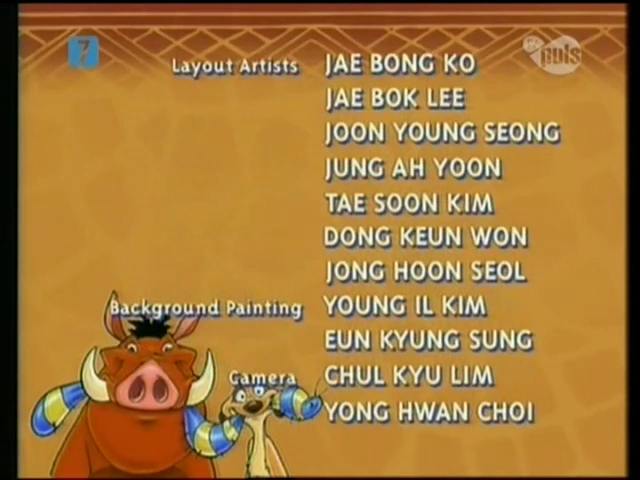 7
puls
Layout Artists JAE BONG KO
JAE BOK LEE
JOON YOUNG SEONG
JUNG AH YOON
TAE SOON KIM
DONG KEUN WON
JONG HOON SEOL
Background Painting YOUNG IL KIM
EUN KYUNG SUNG
Camera CHUL KYU LIM
YONG HWAN CHOI